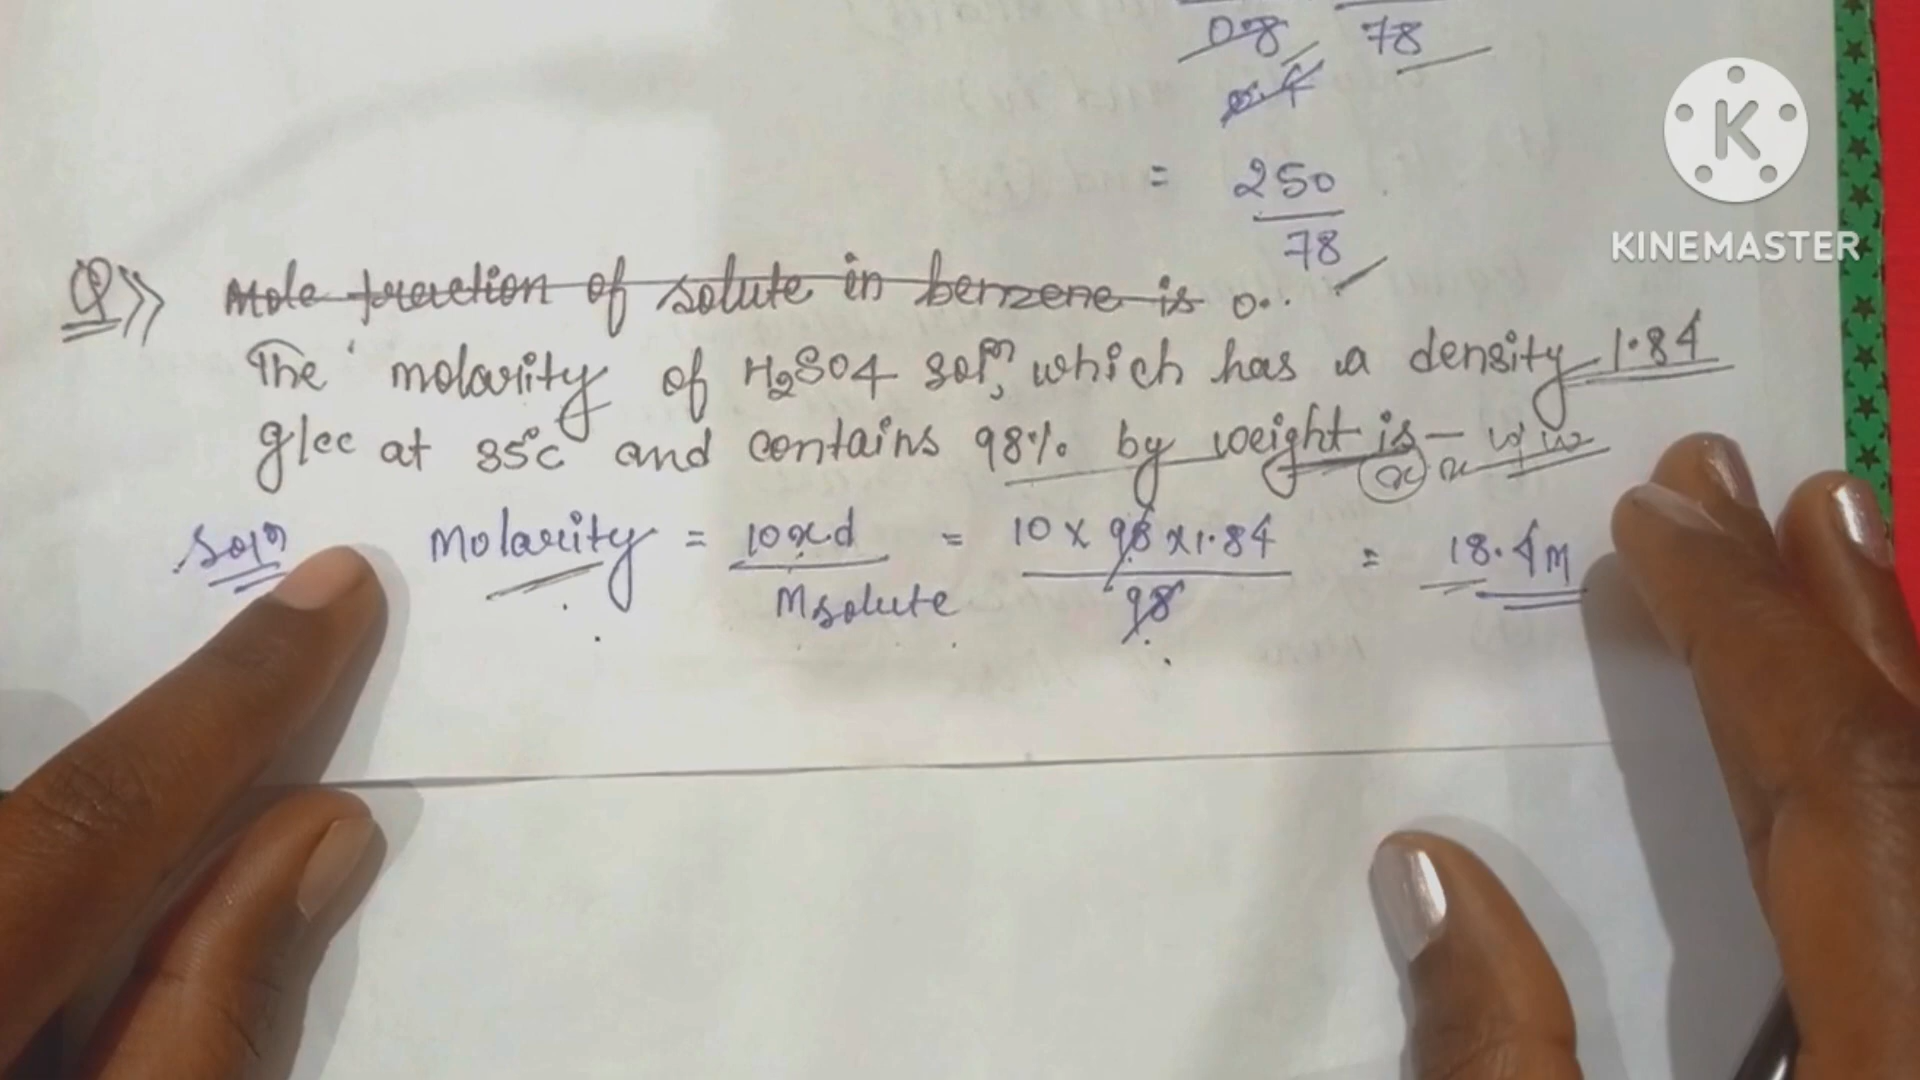 0.8 78
0.4
= 250
78
K
KINEMASTER
Q>> Mole fraction of solute in benzene is 0..
The molarity of H2SO4 solⁿ, which has a density 1.84
g/cc at 35°C and contains 98% by weight is – w/w
x
Solⁿ Molarity = 10xd = 10 x 98 x 1.84 = 18.4M
Msolute 98